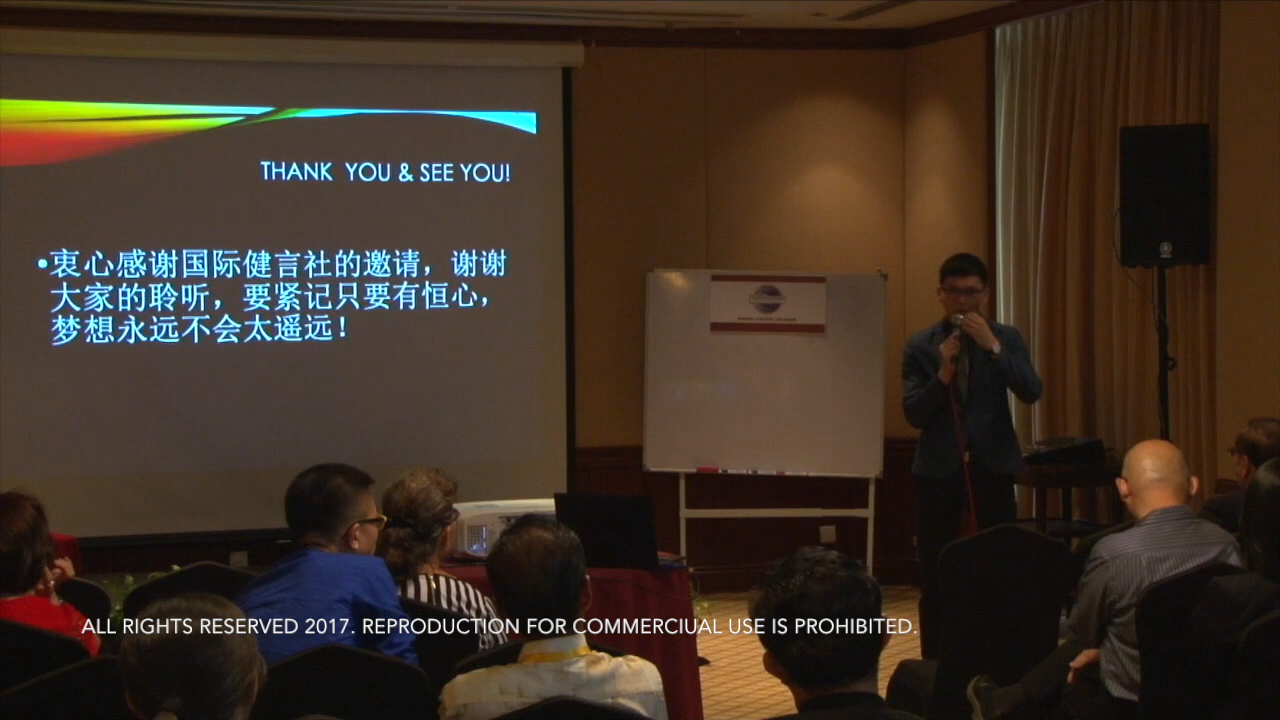 THANK YOU & SEE YOU!
•衷心感谢国际健言社的邀请，谢谢
大家的聆听，要紧记只要有恒心，
梦想永远不会太遥远！
ALL RIGHTS RESERVED 2017. REPRODUCTION FOR COMMERCIUAL USE IS PROHIBITED.